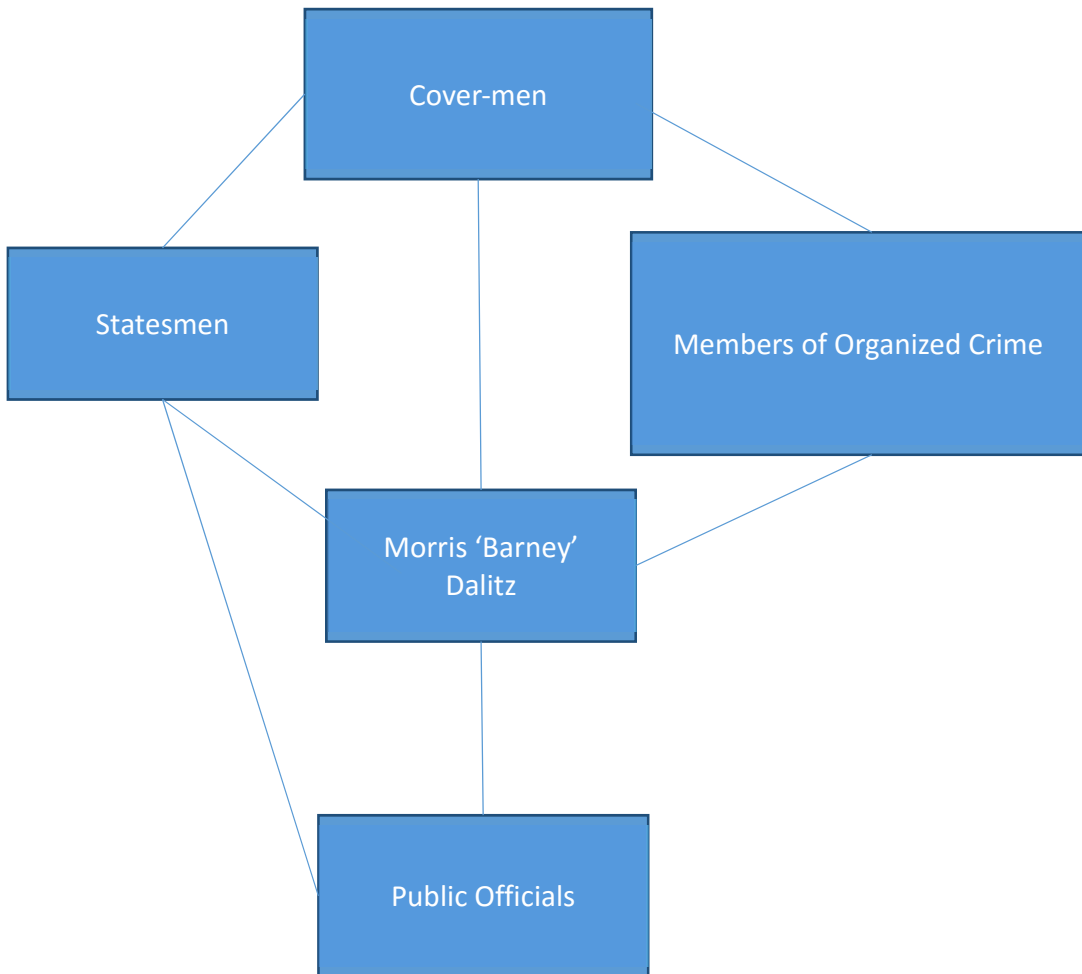 Cover-men
Statesmen
Members of Organized Crime
Morris ‘Barney’
Dalitz
Public Officials